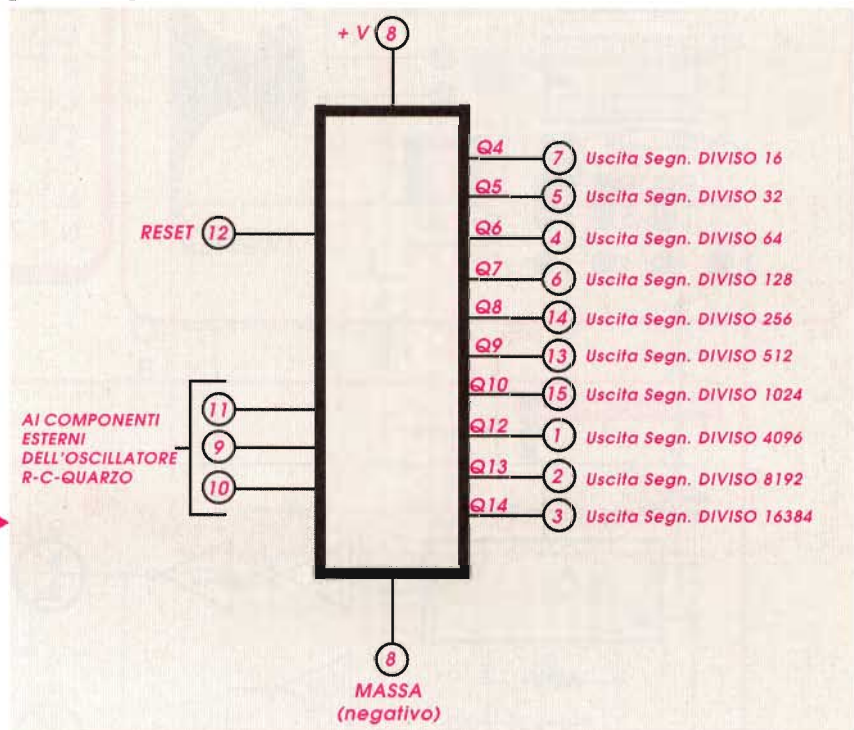 + V 8
Q4 7 Uscita Segn. DIVISO 16
Q5 5 Uscita Segn. DIVISO 32
RESET 12
Q6 4 Uscita Segn. DIVISO 64
Q7 6 Uscita Segn. DIVISO 128
Q8 14 Uscita Segn. DIVISO 256
Q9 13 Uscita Segn. DIVISO 512
Q10 15 Uscita Segn. DIVISO 1024
Q12 1 Uscita Segn. DIVISO 4096
Q13 2 Uscita Segn. DIVISO 8192
Q14 3 Uscita Segn. DIVISO 16384
AI COMPONENTI
ESTERNI
DELL'OSCILLATORE
R-C-QUARZO
11
9
10
8
MASSA
(negativo)